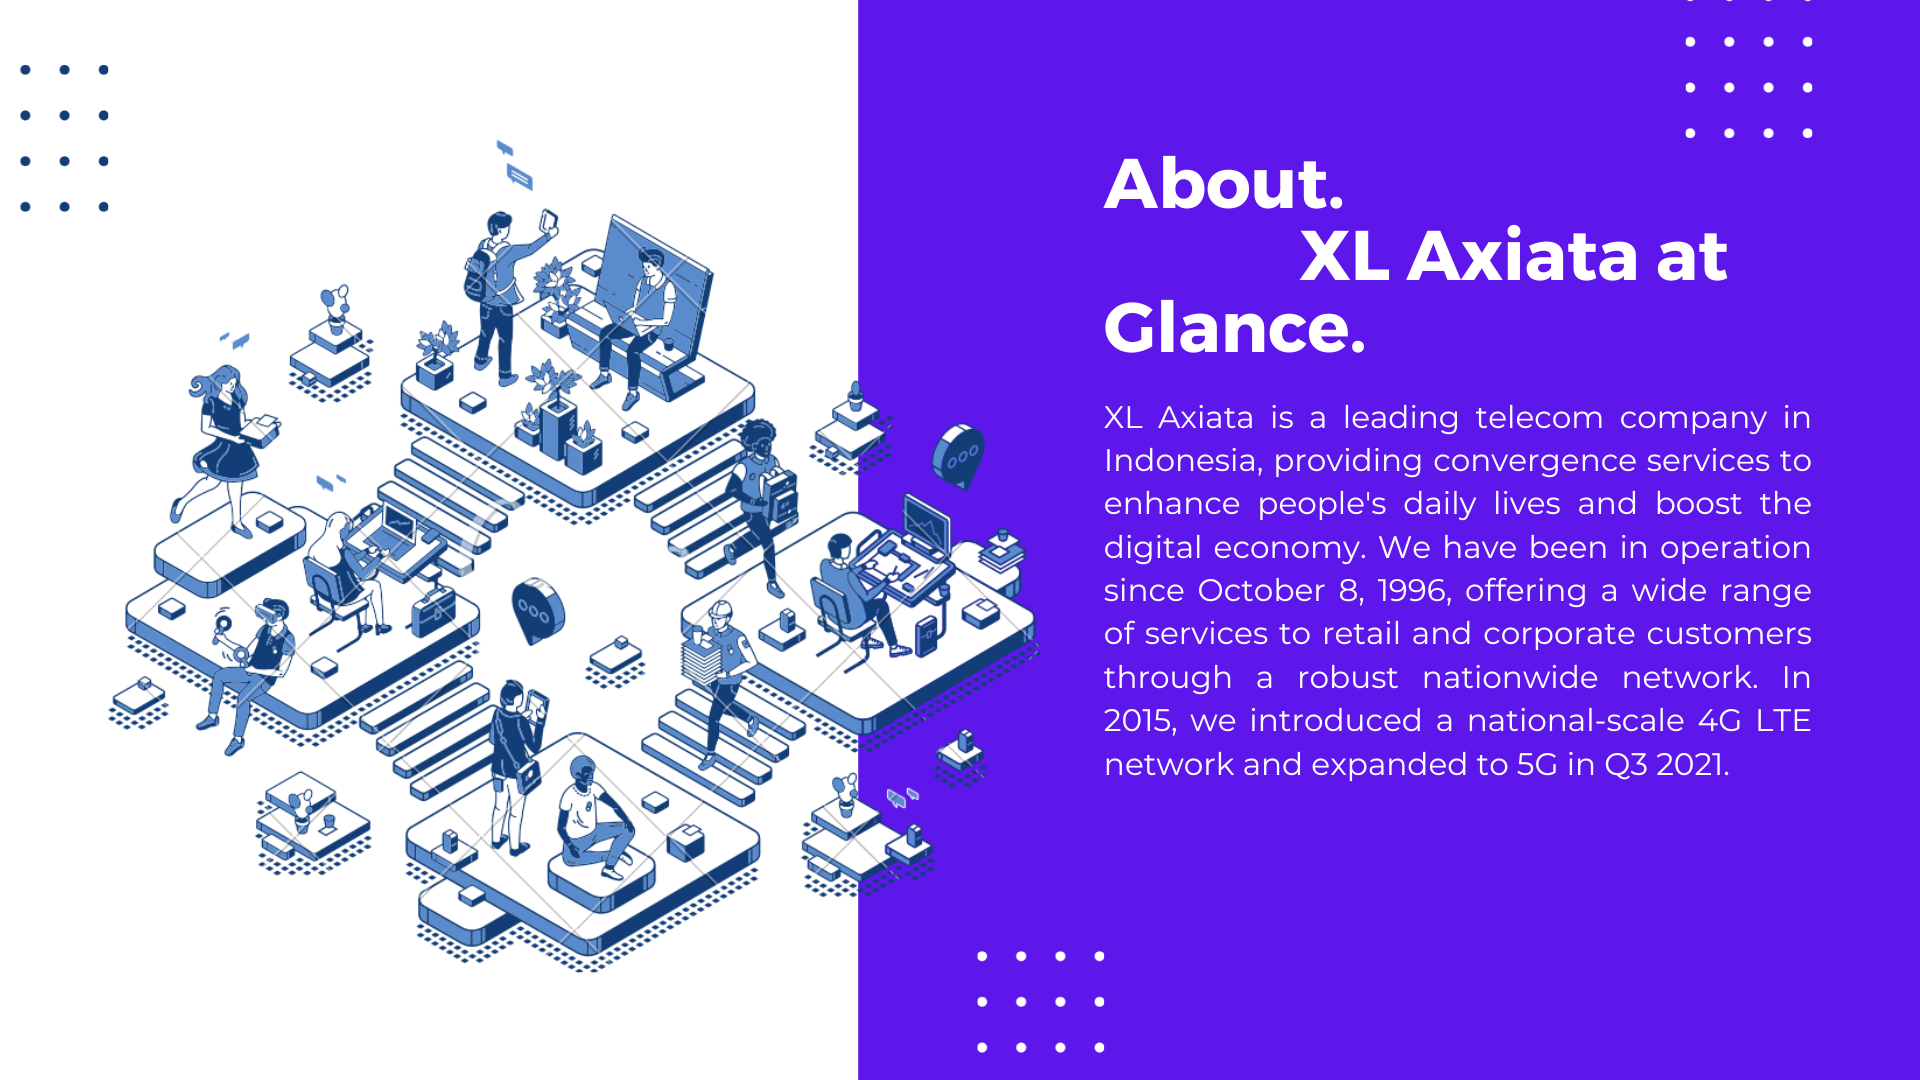 About.
XL Axiata at
Glance.
XL Axiata is a leading telecom company in
Indonesia, providing convergence services to
enhance people's daily lives and boost the
digital economy. We have been in operation
since October 8, 1996, offering a wide range
of services to retail and corporate customers
through a robust nationwide network. In
2015, we introduced a national-scale 4G LTE
network and expanded to 5G in Q3 2021.